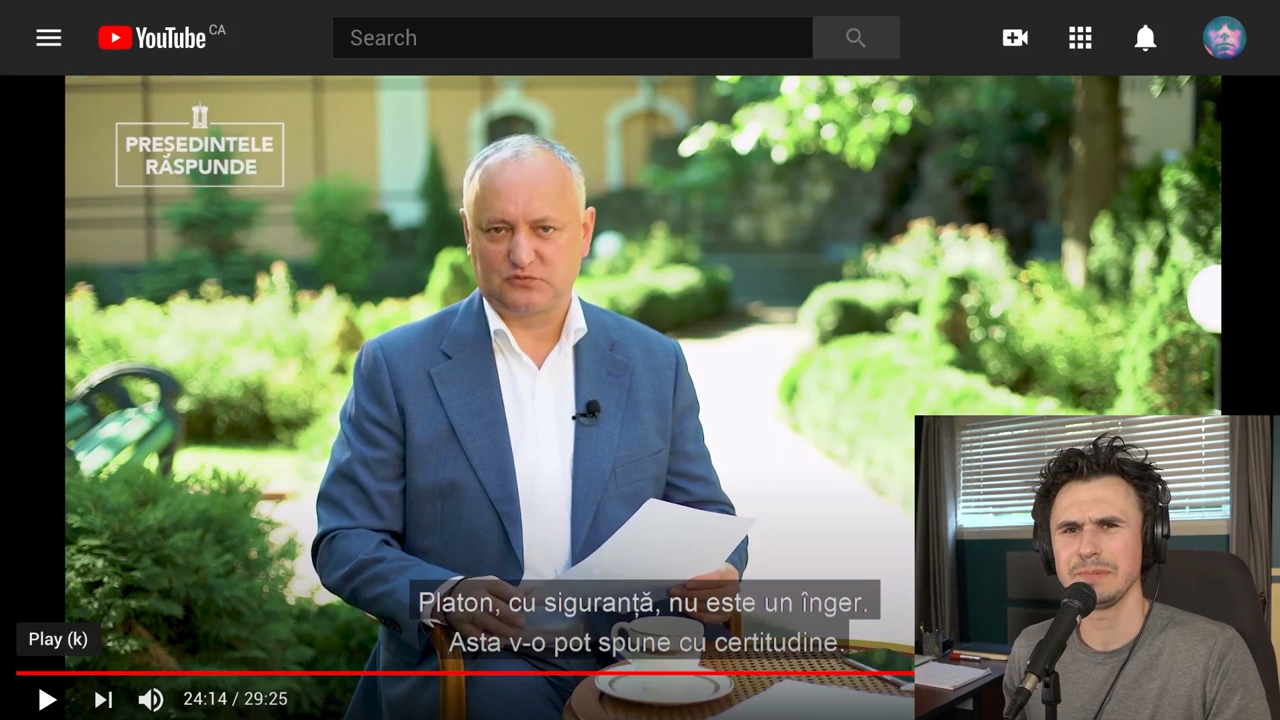 YouTube CA
Search
PREȘEDINTELE
RĂSPUNDE
Platon, cu siguranță, nu este un înger.
Asta v-o pot spune cu certitudine.
Play (k)
24:14 / 29:25